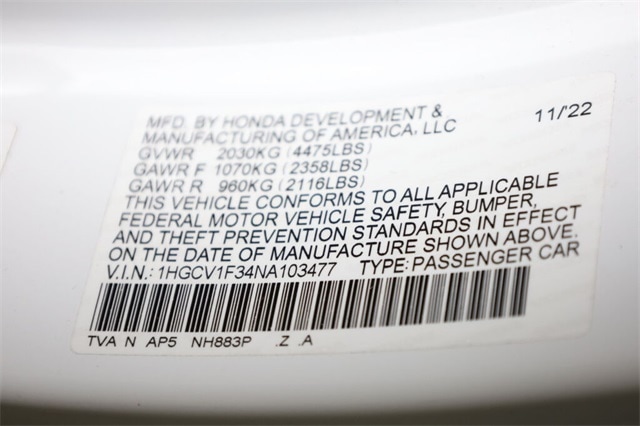 MFD. BY HONDA DEVELOPMENT & 11/'22
MANUFACTURING OF AMERICA, LLC
GVWR 2030KG (4475LBS)
GAWR F 1070KG (2358LBS)
GAWR R 960KG (2116LBS)
THIS VEHICLE CONFORMS TO ALL APPLICABLE
FEDERAL MOTOR VEHICLE SAFETY, BUMPER,
AND THEFT PREVENTION STANDARDS IN EFFECT
ON THE DATE OF MANUFACTURE SHOWN ABOVE.
V.I.N.: 1HGCV1F34NA103477 TYPE: PASSENGER CAR
TVA N AP5 NH883P .Z .A